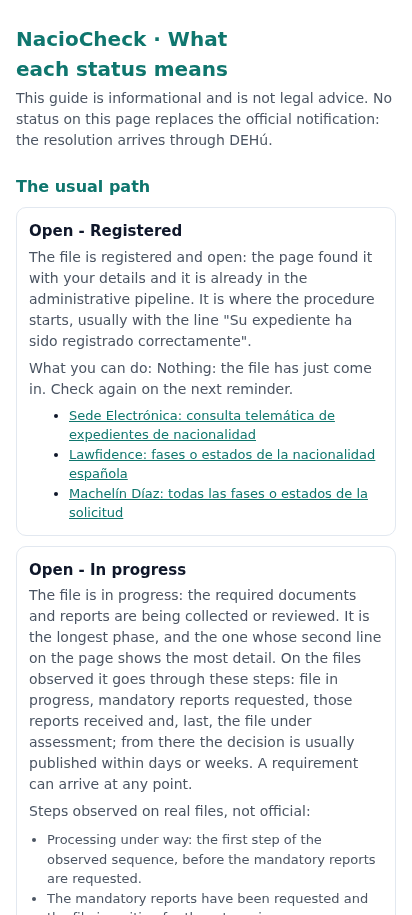 NacioCheck · What
each status means
This guide is informational and is not legal advice. No
status on this page replaces the official notification:
the resolution arrives through DEHú.
The usual path
Open - Registered
The file is registered and open: the page found it
with your details and it is already in the
administrative pipeline. It is where the procedure
starts, usually with the line "Su expediente ha
sido registrado correctamente".
What you can do: Nothing: the file has just come
in. Check again on the next reminder.
• Sede Electrónica: consulta telemática de
expedientes de nacionalidad
• Lawfidence: fases o estados de la nacionalidad
española
• Machelín Díaz: todas las fases o estados de la
solicitud
Open - In progress
The file is in progress: the required documents
and reports are being collected or reviewed. It is
the longest phase, and the one whose second line
on the page shows the most detail. On the files
observed it goes through these steps: file in
progress, mandatory reports requested, those
reports received and, last, the file under
assessment; from there the decision is usually
published within days or weeks. A requirement
can arrive at any point.
Steps observed on real files, not official:
• Processing under way: the first step of the
observed sequence, before the mandatory reports
are requested.
• The mandatory reports have been requested and